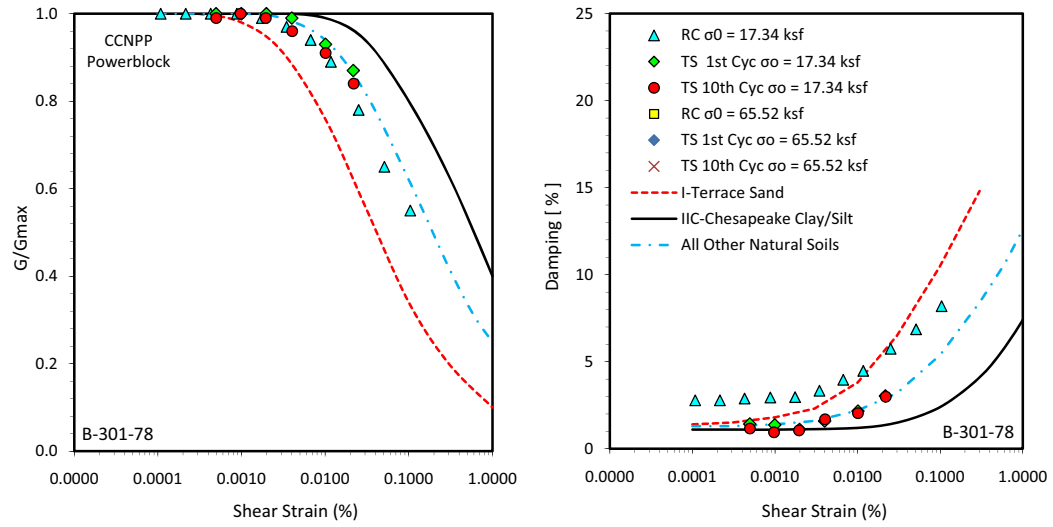 CCNPP
Powerblock
G/Gmax
1.0
0.8
0.6
0.4
0.2
0.0
B-301-78
0.0000 0.0001 0.0010 0.0100 0.1000 1.0000
Shear Strain (%)
Damping [ % ]
25
20
15
10
5
0
RC σ0 = 17.34 ksf
TS 1st Cyc σo = 17.34 ksf
TS 10th Cyc σo = 17.34 ksf
RC σ0 = 65.52 ksf
TS 1st Cyc σo = 65.52 ksf
TS 10th Cyc σo = 65.52 ksf
I-Terrace Sand
IIC-Chesapeake Clay/Silt
All Other Natural Soils
B-301-78
0.0000 0.0001 0.0010 0.0100 0.1000 1.0000
Shear Strain (%)